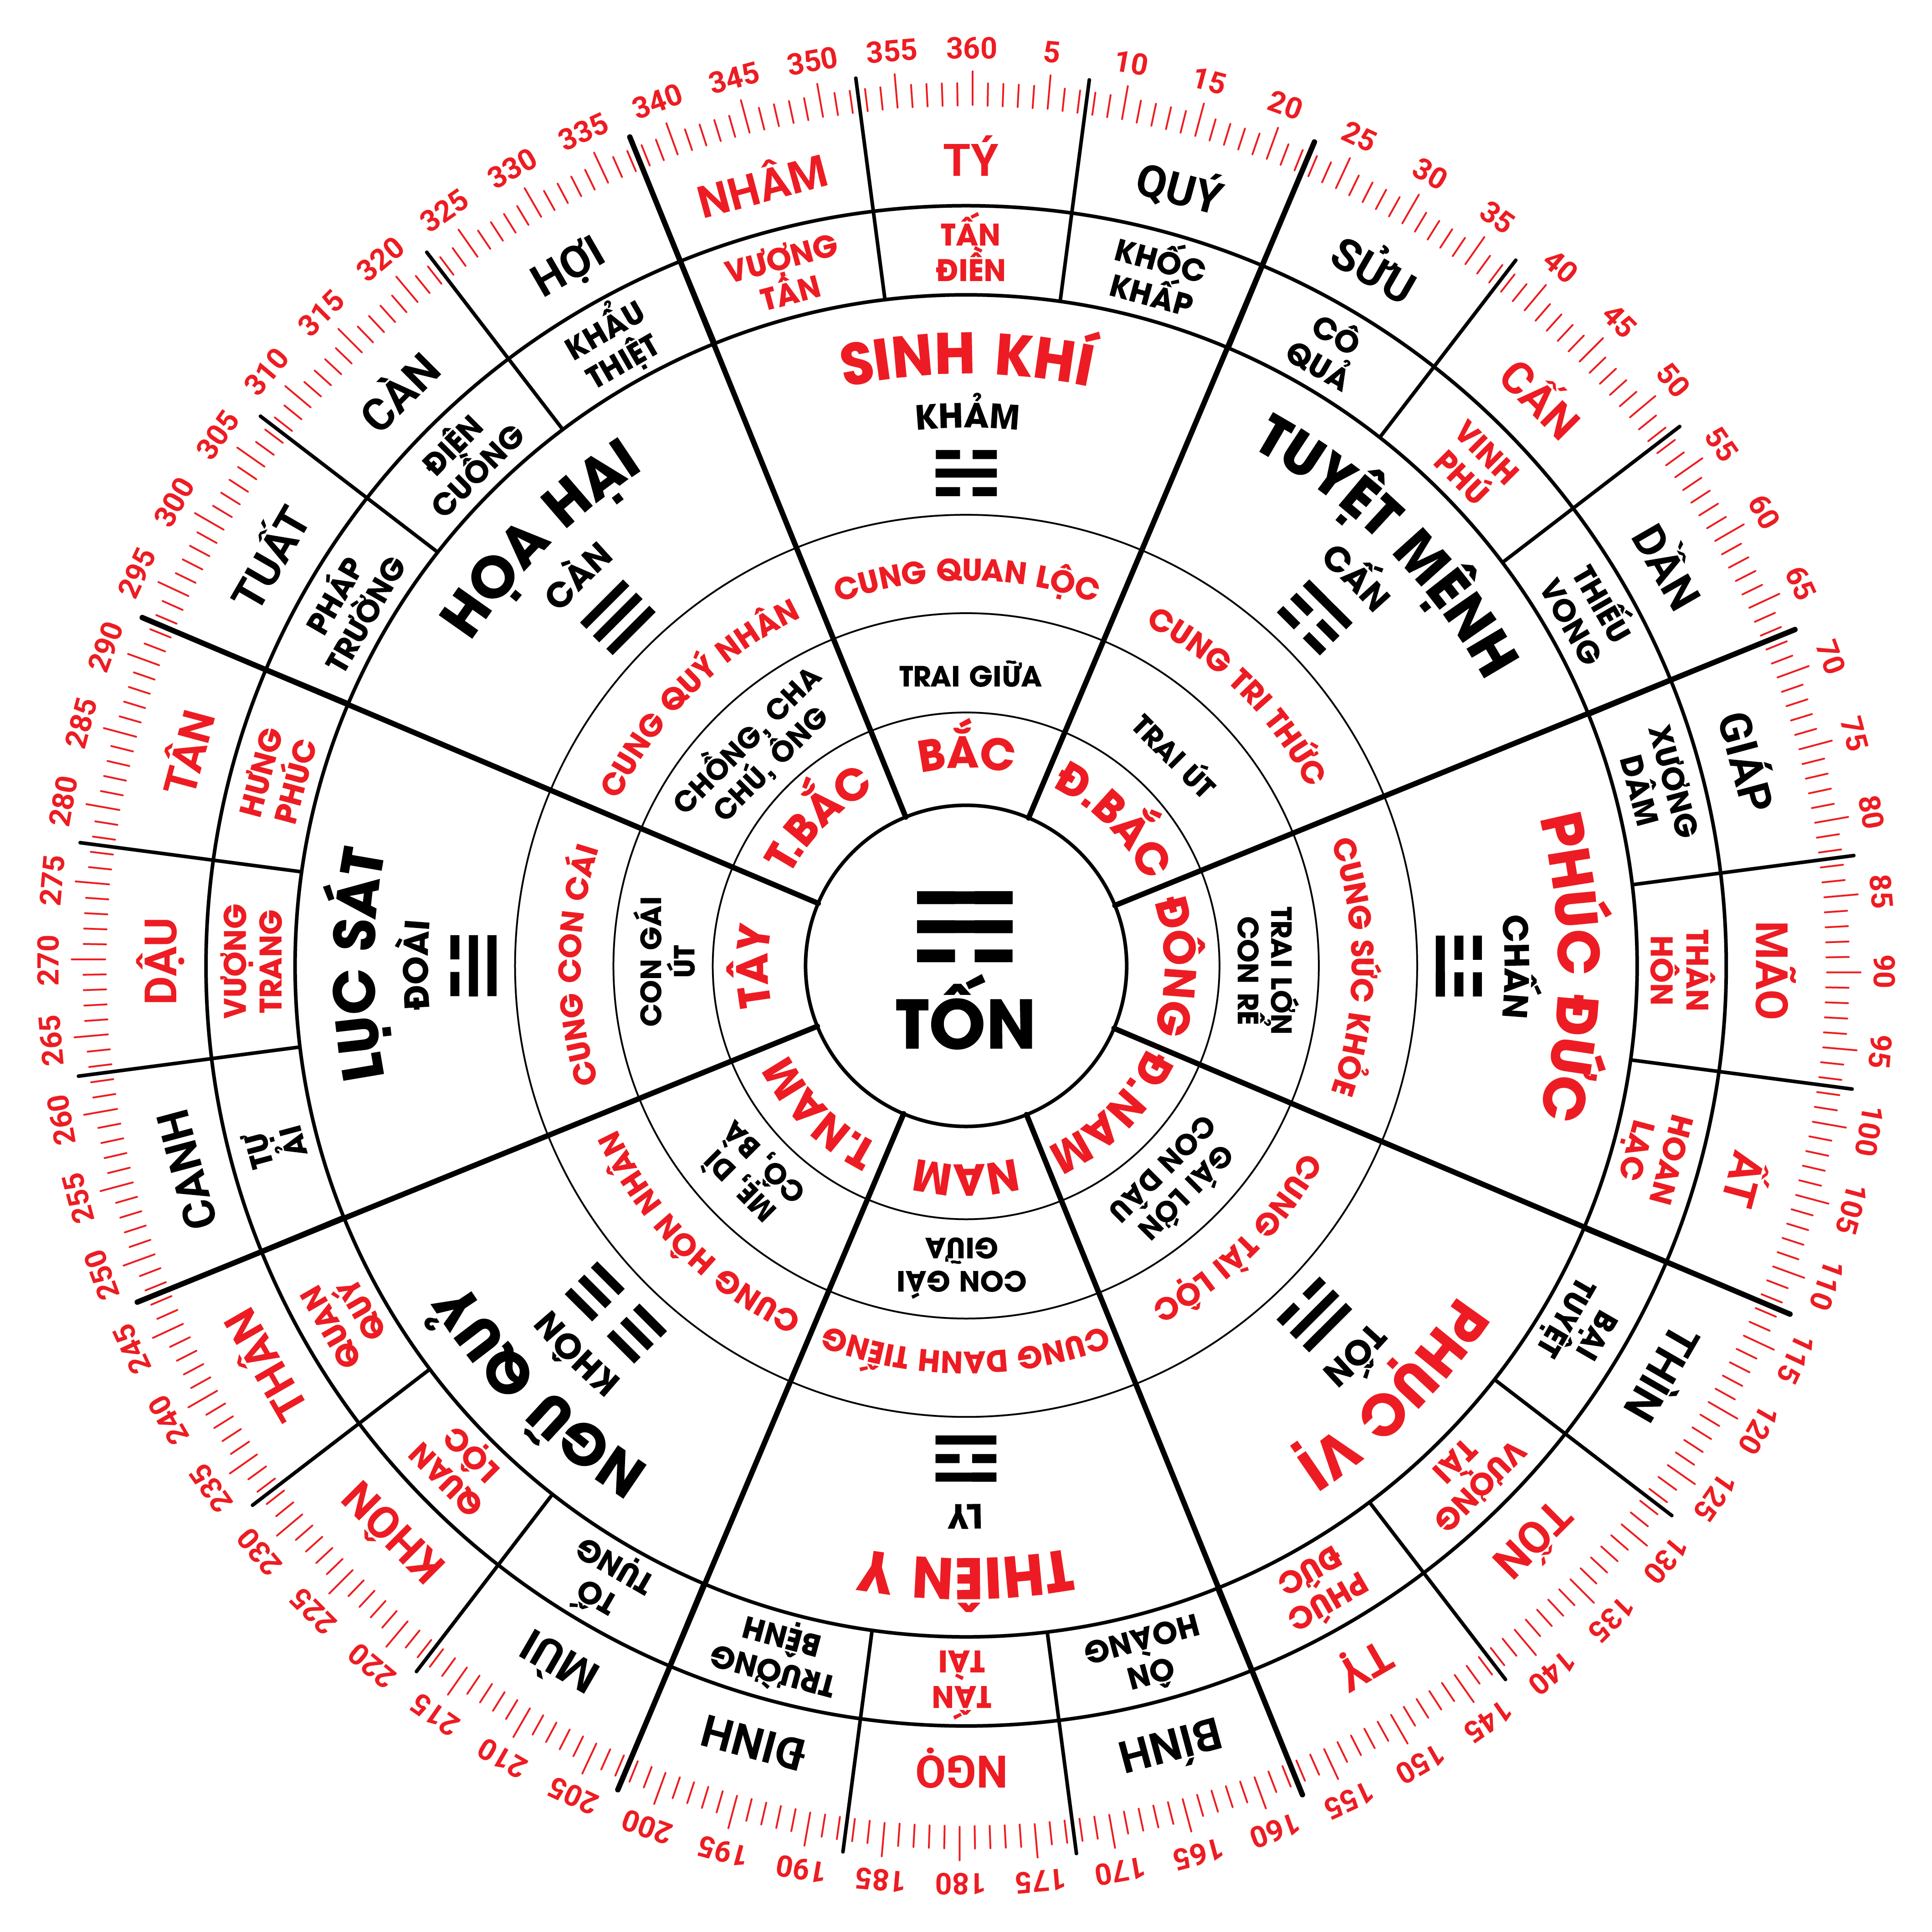 360
5
10
15
20
25
30
35
40
45
50
55
60
65
70
75
80
85
90
95
100
105
110
115
120
125
130
135
140
145
150
155
160
165
170
175
180
185
190
195
200
205
210
215
220
225
230
235
240
245
250
255
260
265
270
275
280
285
290
295
300
305
310
315
320
325
330
335
340
345
350
355
TÝ
QUÝ
SỬU
CẤN
DẦN
GIÁP
MÃO
ẤT
THÌN
TỐN
TỴ
BÍNH
NGỌ
ĐINH
MÙI
KHÔN
THÂN
CANH
DẬU
TÂN
TUẤT
CÀN
HỢI
NHÂM
TẤN
ĐIỀN
KHỐC
KHẤP
CÔ
QUẢ
VINH
PHÚ
THIẾU
VONG
XƯƠNG
DÂM
THÂN
HÔN
HOAN
LẠC
BẠI
TUYỆT
VƯỢNG
TÀI
PHÚC
ĐỨC
ÔN
HOÀNG
TẤN
TÀI
TRƯỜNG
BỆNH
TỐ
TỤNG
QUAN
LỘC
QUAN
QUÝ
TỰ
ẢI
VƯỢNG
TRANG
HƯNG
PHÚC
PHÁP
TRƯỜNG
ĐIÊN
CUỒNG
KHẨU
THIỆT
VƯỢNG
TÀN
SINH KHÍ
KHẢM
TUYỆT MỆNH
CẤN
PHÚC ĐỨC
CHẤN
PHỤC VỊ
TỐN
THIÊN Y
LY
NGŨ QUỶ
KHÔN
LỤC SÁT
ĐOÀI
HỌA HẠI
CÀN
CUNG QUAN LỘC
CUNG TRI THỨC
CUNG SỨC KHỎE
CUNG TÀI LỘC
CUNG DANH TIẾNG
CUNG HÔN NHÂN
CUNG CON CÁI
CUNG QUÝ NHÂN
TRAI GIỮA
TRAI ÚT
TRAI LỚN
CON RỂ
GÁI LỚN
CON DÂU
CON GÁI
GIỮA
MẸ, DÌ
CÔ, BÀ
CON GÁI
ÚT
CHỒNG, CHA
CHÚ, ÔNG
BẮC
Đ.BẮC
ĐÔNG
Đ.NAM
NAM
T.NAM
TÂY
T.BẮC
TỐN